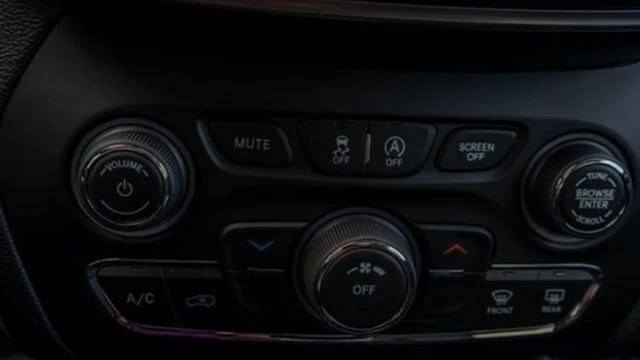 VOLUME
MUTE
OFF
A
OFF
SCREEN
OFF
TUNE
BROWSE
ENTER
SCROLL
OFF
A/C
FRONT
REAR